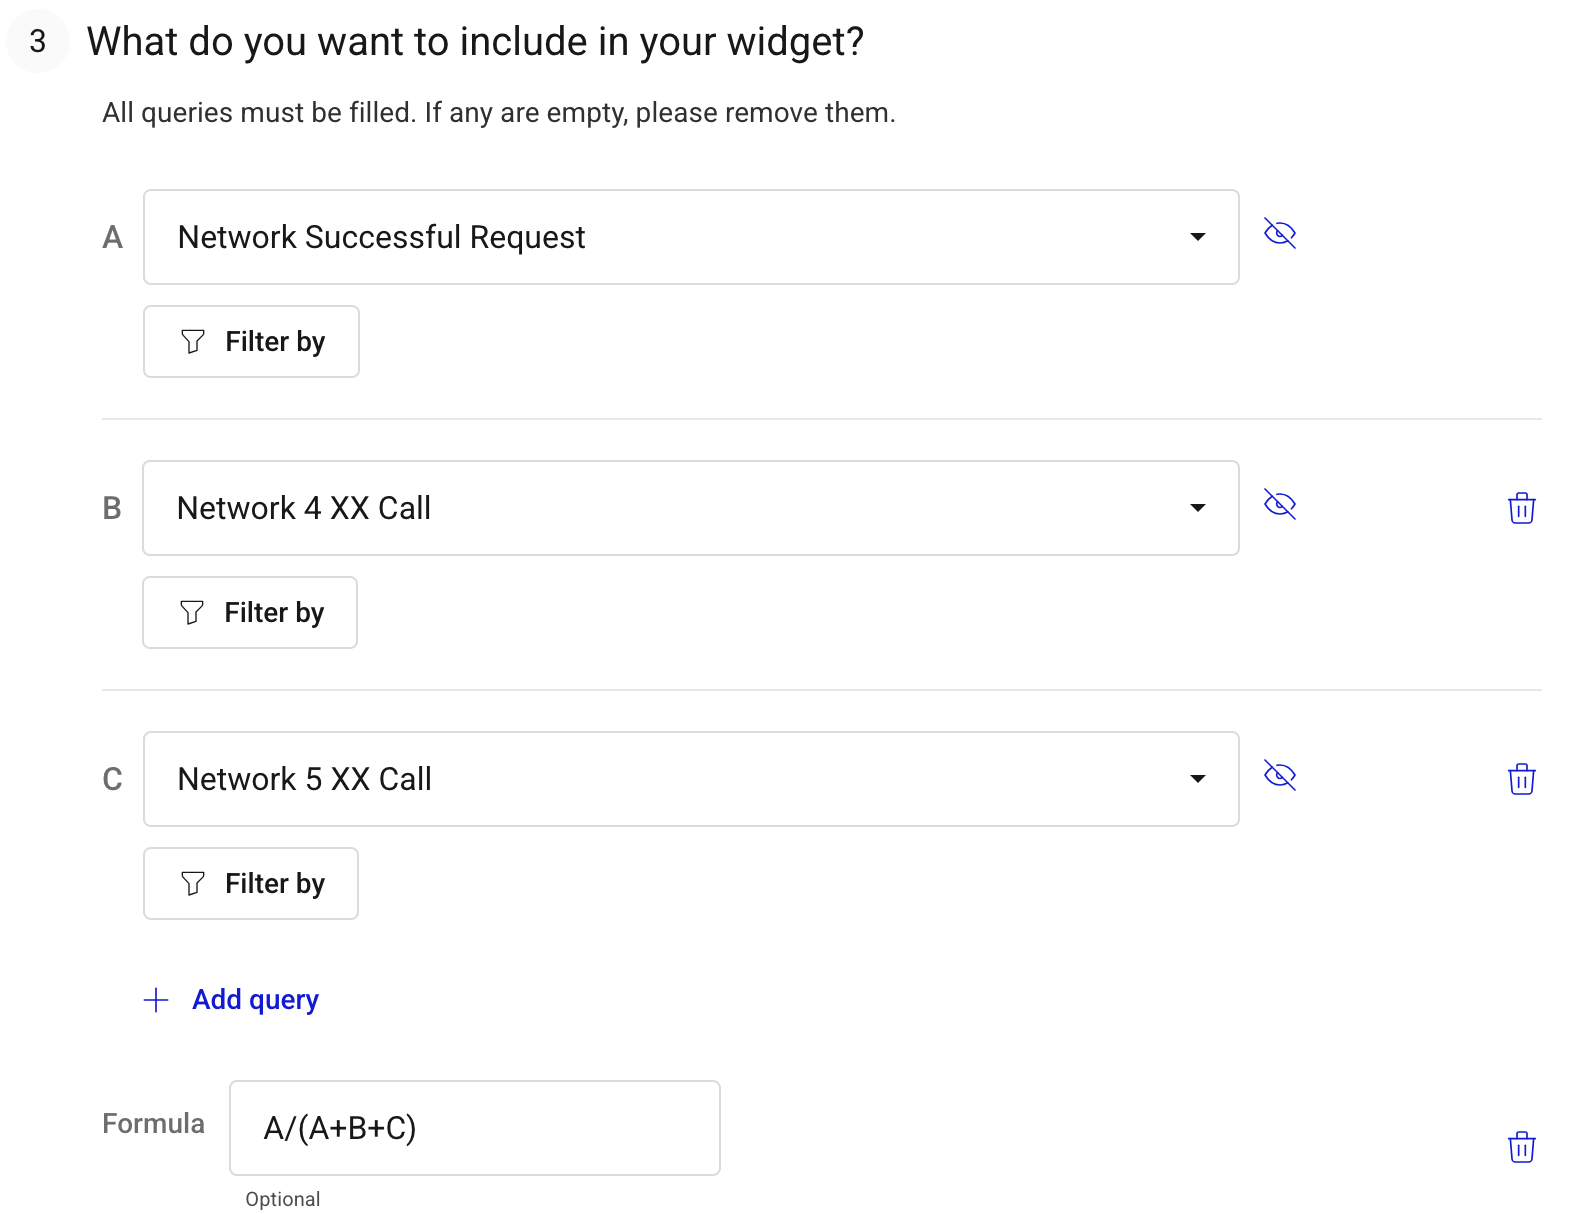 3 What do you want to include in your widget?
All queries must be filled. If any are empty, please remove them.
A Network Successful Request
Filter by
B Network 4 XX Call
Filter by
C Network 5 XX Call
Filter by
Add query
Formula A/(A+B+C)
Optional